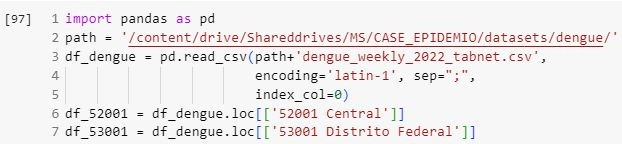 [97] 1 import pandas as pd
2 path = '/content/drive/Shareddrives/MS/CASE_EPIDEMIO/datasets/dengue/'
3 df_dengue = pd.read_csv(path+'dengue_weekly_2022_tabnet.csv',
4 encoding='latin-1', sep=";",
5 index_col=0)
6 df_52001 = df_dengue.loc[['52001 Central']]
7 df_53001 = df_dengue.loc[['53001 Distrito Federal']]